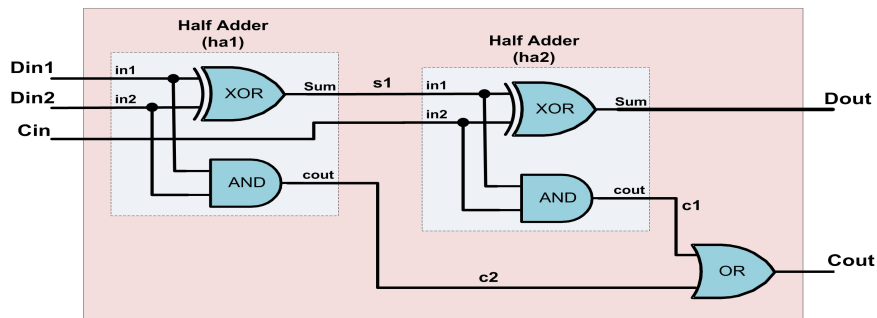 Half Adder
(ha1)
Half Adder
(ha2)
Din1
in1
XOR
Sum
s1
in1
XOR
Sum
Dout
Din2
in2
in2
Cin
AND
cout
AND
cout
c1
c2
OR
Cout